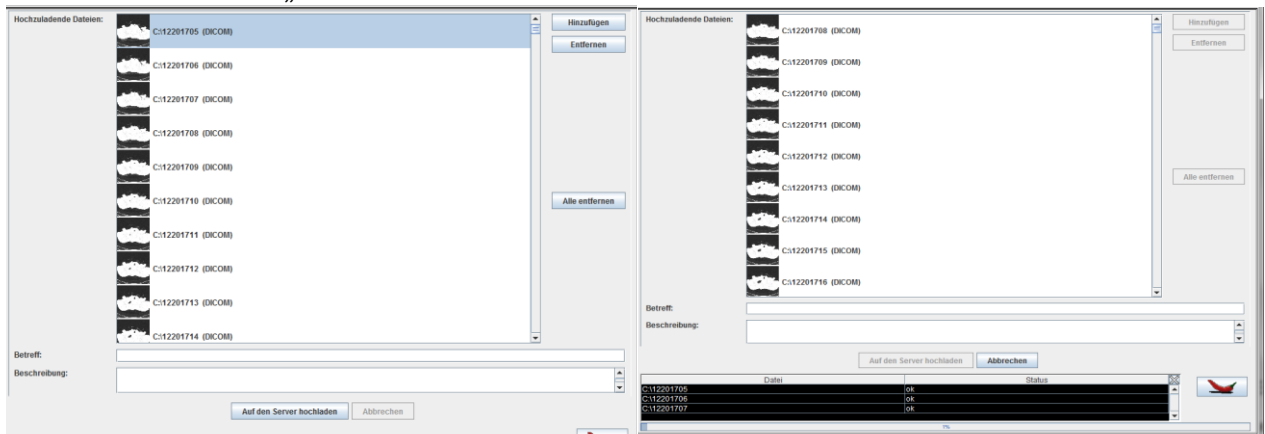 Hochzuladende Dateien:
C:\12201705 (DICOM)
C:\12201706 (DICOM)
C:\12201707 (DICOM)
C:\12201708 (DICOM)
C:\12201709 (DICOM)
C:\12201710 (DICOM)
C:\12201711 (DICOM)
C:\12201712 (DICOM)
C:\12201713 (DICOM)
C:\12201714 (DICOM)
Hinzufügen
Entfernen
Alle entfernen
Betreff:
Beschreibung:
Auf den Server hochladen Abbrechen
Hochzuladende Dateien:
C:\12201708 (DICOM)
C:\12201709 (DICOM)
C:\12201710 (DICOM)
C:\12201711 (DICOM)
C:\12201712 (DICOM)
C:\12201713 (DICOM)
C:\12201714 (DICOM)
C:\12201715 (DICOM)
C:\12201716 (DICOM)
Hinzufügen
Entfernen
Alle entfernen
Betreff:
Beschreibung:
Auf den Server hochladen Abbrechen
Datei Status
C:\12201705 ok
C:\12201706 ok
C:\12201707 ok